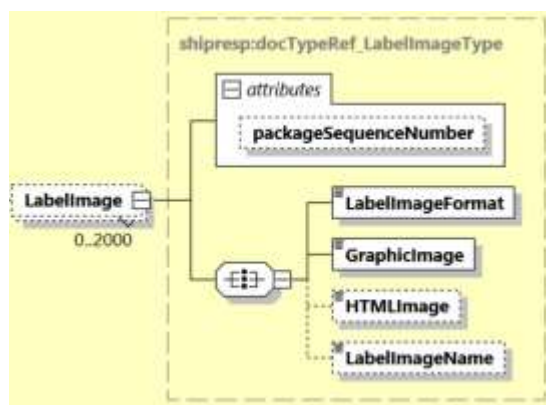 shipresp:docTypeRef_LabelImageType
attributes
packageSequenceNumber
LabelImage
0..2000
LabelImageFormat
GraphicImage
HTMLImage
LabelImageName